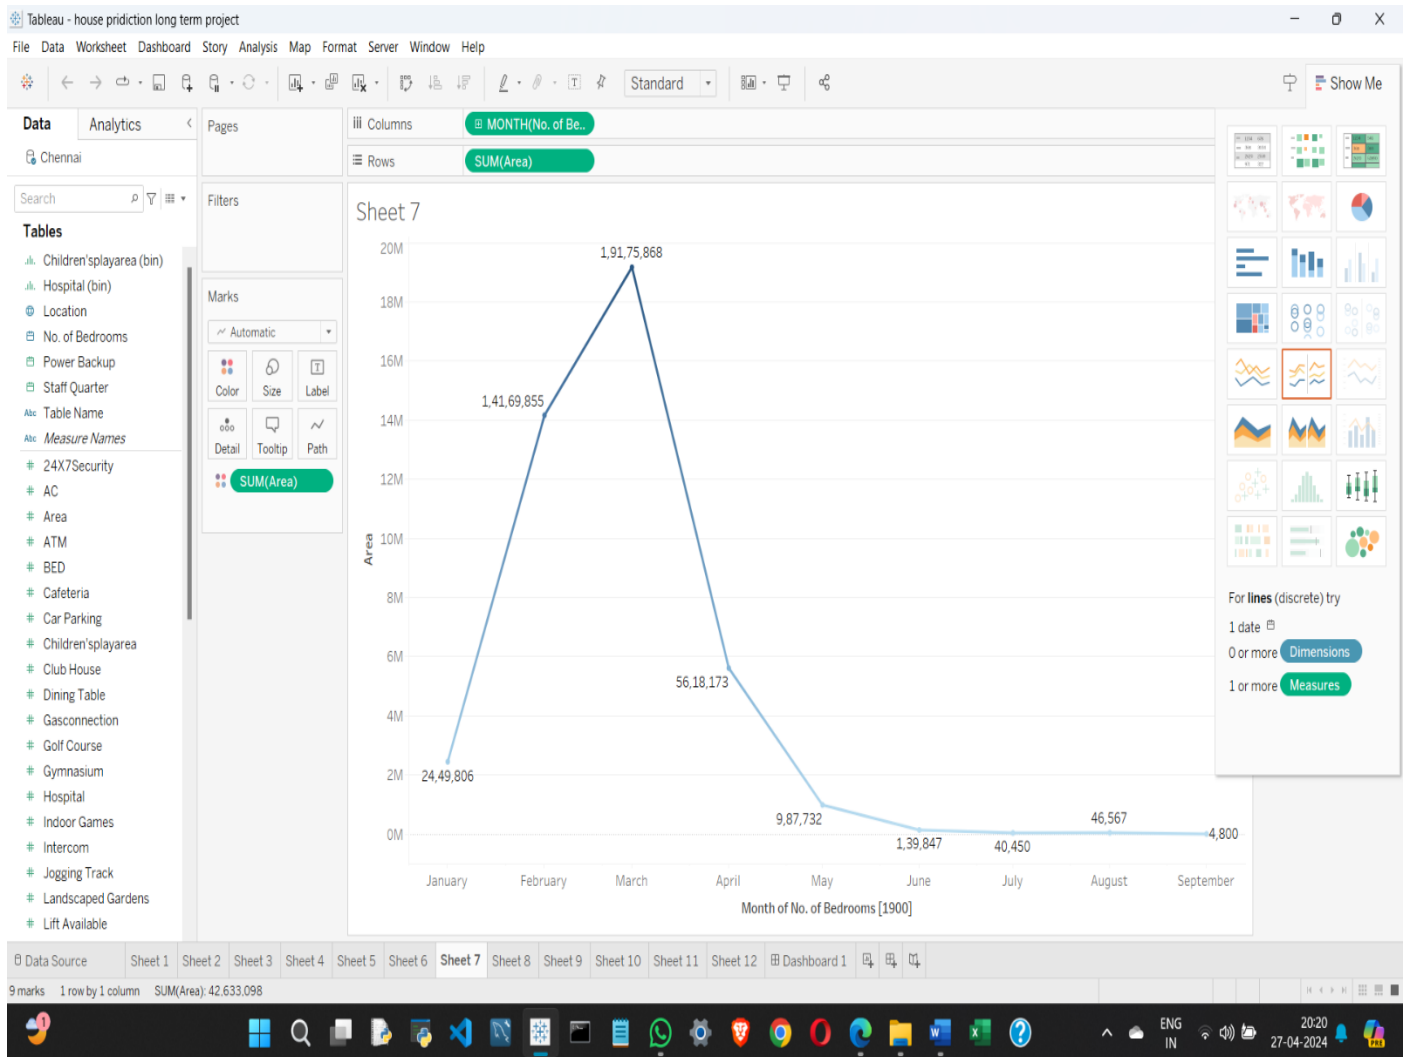 Tableau - house pridiction long term project
File Data Worksheet Dashboard Story Analysis Map Format Server Window Help
Standard
Show Me
Data Analytics
Pages
Columns
MONTH(No. of Be..
Chennai
Rows
SUM(Area)
Search
Filters
Sheet 7
Tables
Children'splayarea (bin)
Hospital (bin)
Location
No. of Bedrooms
Power Backup
Staff Quarter
Abc Table Name
Abc Measure Names
# 24X7Security
# AC
# Area
# ATM
# BED
# Cafeteria
# Car Parking
# Children'splayarea
# Club House
# Dining Table
# Gasconnection
# Golf Course
# Gymnasium
# Hospital
# Indoor Games
# Intercom
# Jogging Track
# Landscaped Gardens
# Lift Available
Marks
Automatic
Color Size Label
Detail Tooltip Path
SUM(Area)
20M
18M
16M
14M
12M
10M
8M
6M
4M
2M
0M
Area
24,49,806
1,41,69,855
1,91,75,868
56,18,173
9,87,732
1,39,847
40,450
46,567
4,800
January February March April May June July August September
Month of No. of Bedrooms [1900]
For lines (discrete) try
1 date
0 or more Dimensions
1 or more Measures
Data Source Sheet 1 Sheet 2 Sheet 3 Sheet 4 Sheet 5 Sheet 6 Sheet 7 Sheet 8 Sheet 9 Sheet 10 Sheet 11 Sheet 12 Dashboard 1
9 marks 1 row by 1 column SUM(Area): 42,633,098
1
ENG
IN
20:20
27-04-2024
PRE